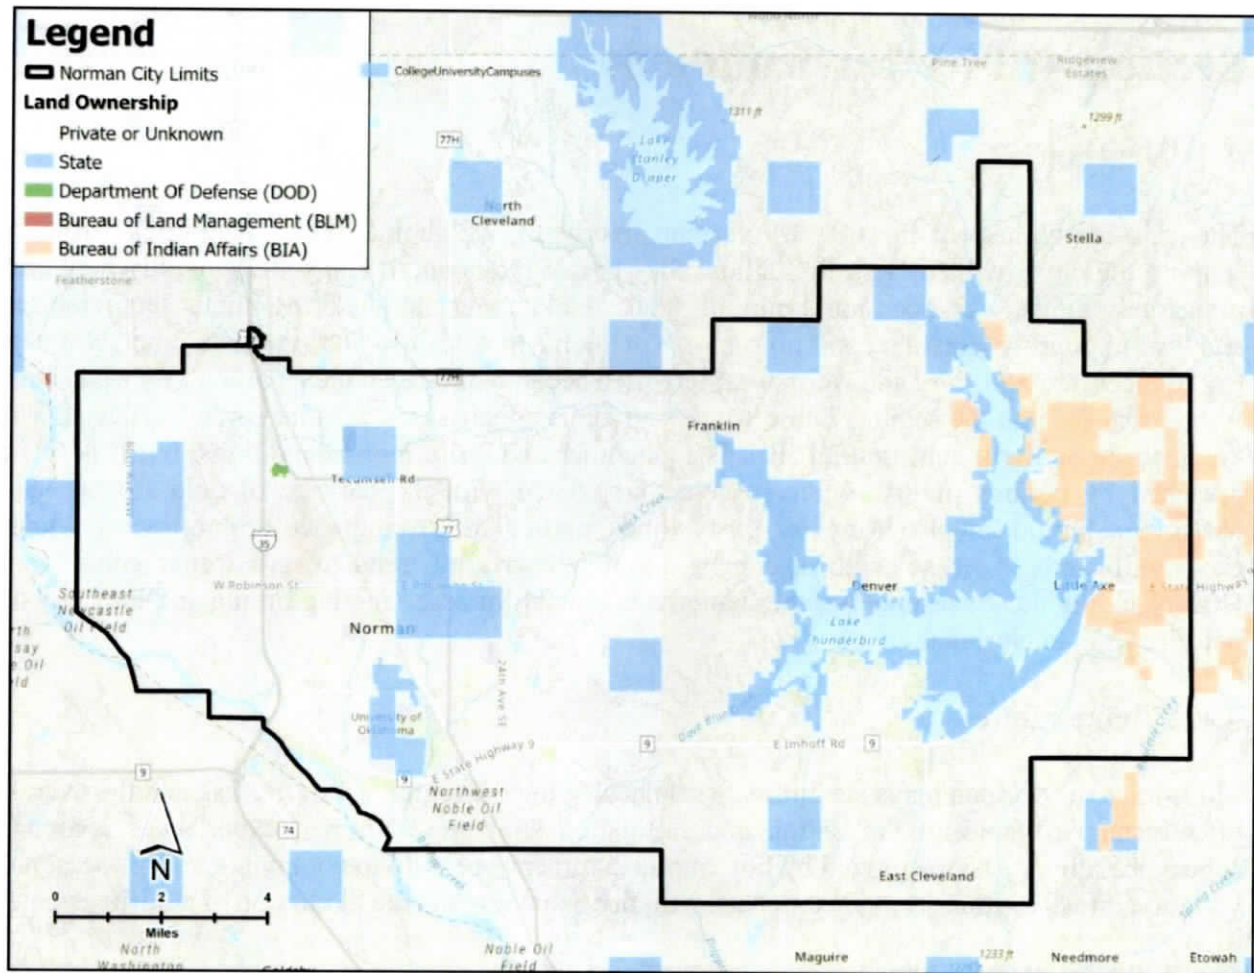 Legend
Norman City Limits
Land Ownership
Private or Unknown
State
Department Of Defense (DOD)
Bureau of Land Management (BLM)
Bureau of Indian Affairs (BIA)
CollegeUniversityCampuses
Pine Tree
Ridgeview
Estates
1311 ft
1299 ft
77H
Lake
Stanley
Draper
North
Cleveland
Stella
Featherstone
77H
Franklin
Tecumseh Rd
77
35
W Robinson St
E Robinson St
Denver
Little Axe
E State Highway
Southeast
Newcastle
Oil Field
Norman
Lake
Thunderbird
24th Ave SE
University of
Oklahoma
9
E Imhoff Rd
9
E State Highway 9
9
9
Northwest
Noble Oil
Field
74
N
0 2 4
Miles
East Cleveland
North
Washington
Goldsby
Noble Oil
Field
Maguire
1233 ft
Needmore
Etowah